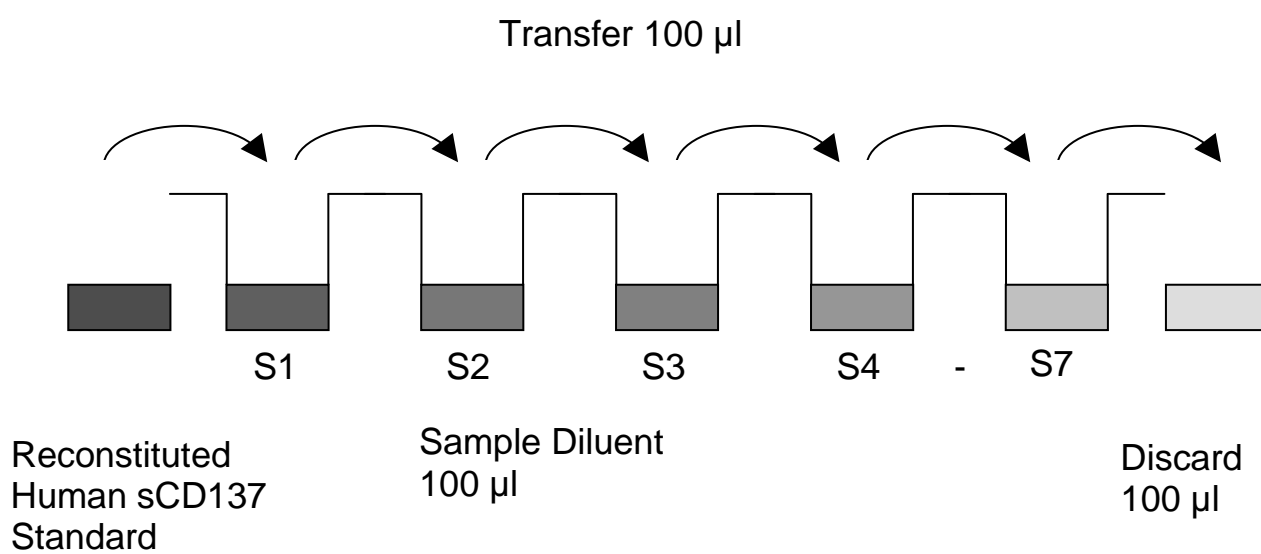 Transfer 100 µl
S1 S2 S3 S4 - S7
Reconstituted
Human sCD137
Standard
Sample Diluent
100 µl
Discard
100 µl